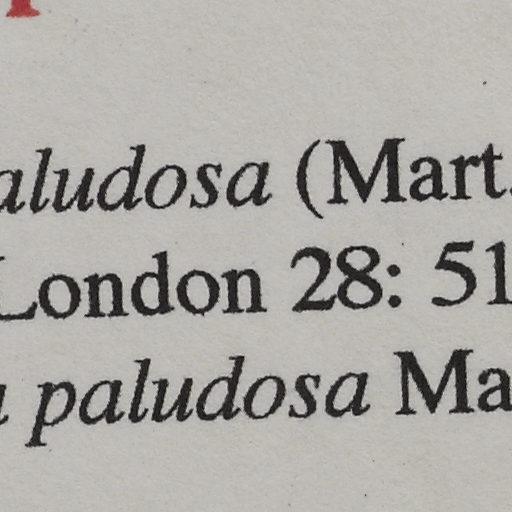 aludosa (Mart.
London 28: 51
a paludosa Ma